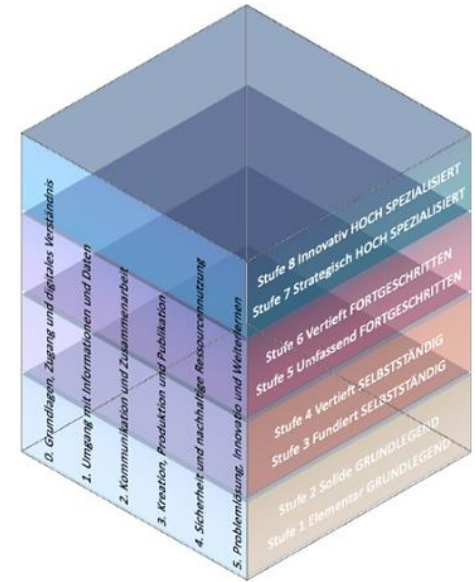 0. Grundlagen, Zugang und digitales Verständnis
1. Umgang mit Informationen und Daten
2. Kommunikation und Zusammenarbeit
3. Kreation, Produktion und Publikation
4. Sicherheit und nachhaltige Ressourcennutzung
5. Problemlösung, Innovatio und Weiterlernen
Stufe 8 Innovativ HOCH SPEZIALISIERT
Stufe 7 Strategisch HOCH SPEZIALISIERT
Stufe 6 Vertieft FORTGESCHRITTEN
Stufe 5 Umfassend FORTGESCHRITTEN
Stufe 4 Vertieft SELBSTSTÄNDIG
Stufe 3 Fundiert SELBSTSTÄNDIG
Stufe 2 Solide GRUNDLEGEND
Stufe 1 Elementar GRUNDLEGEND